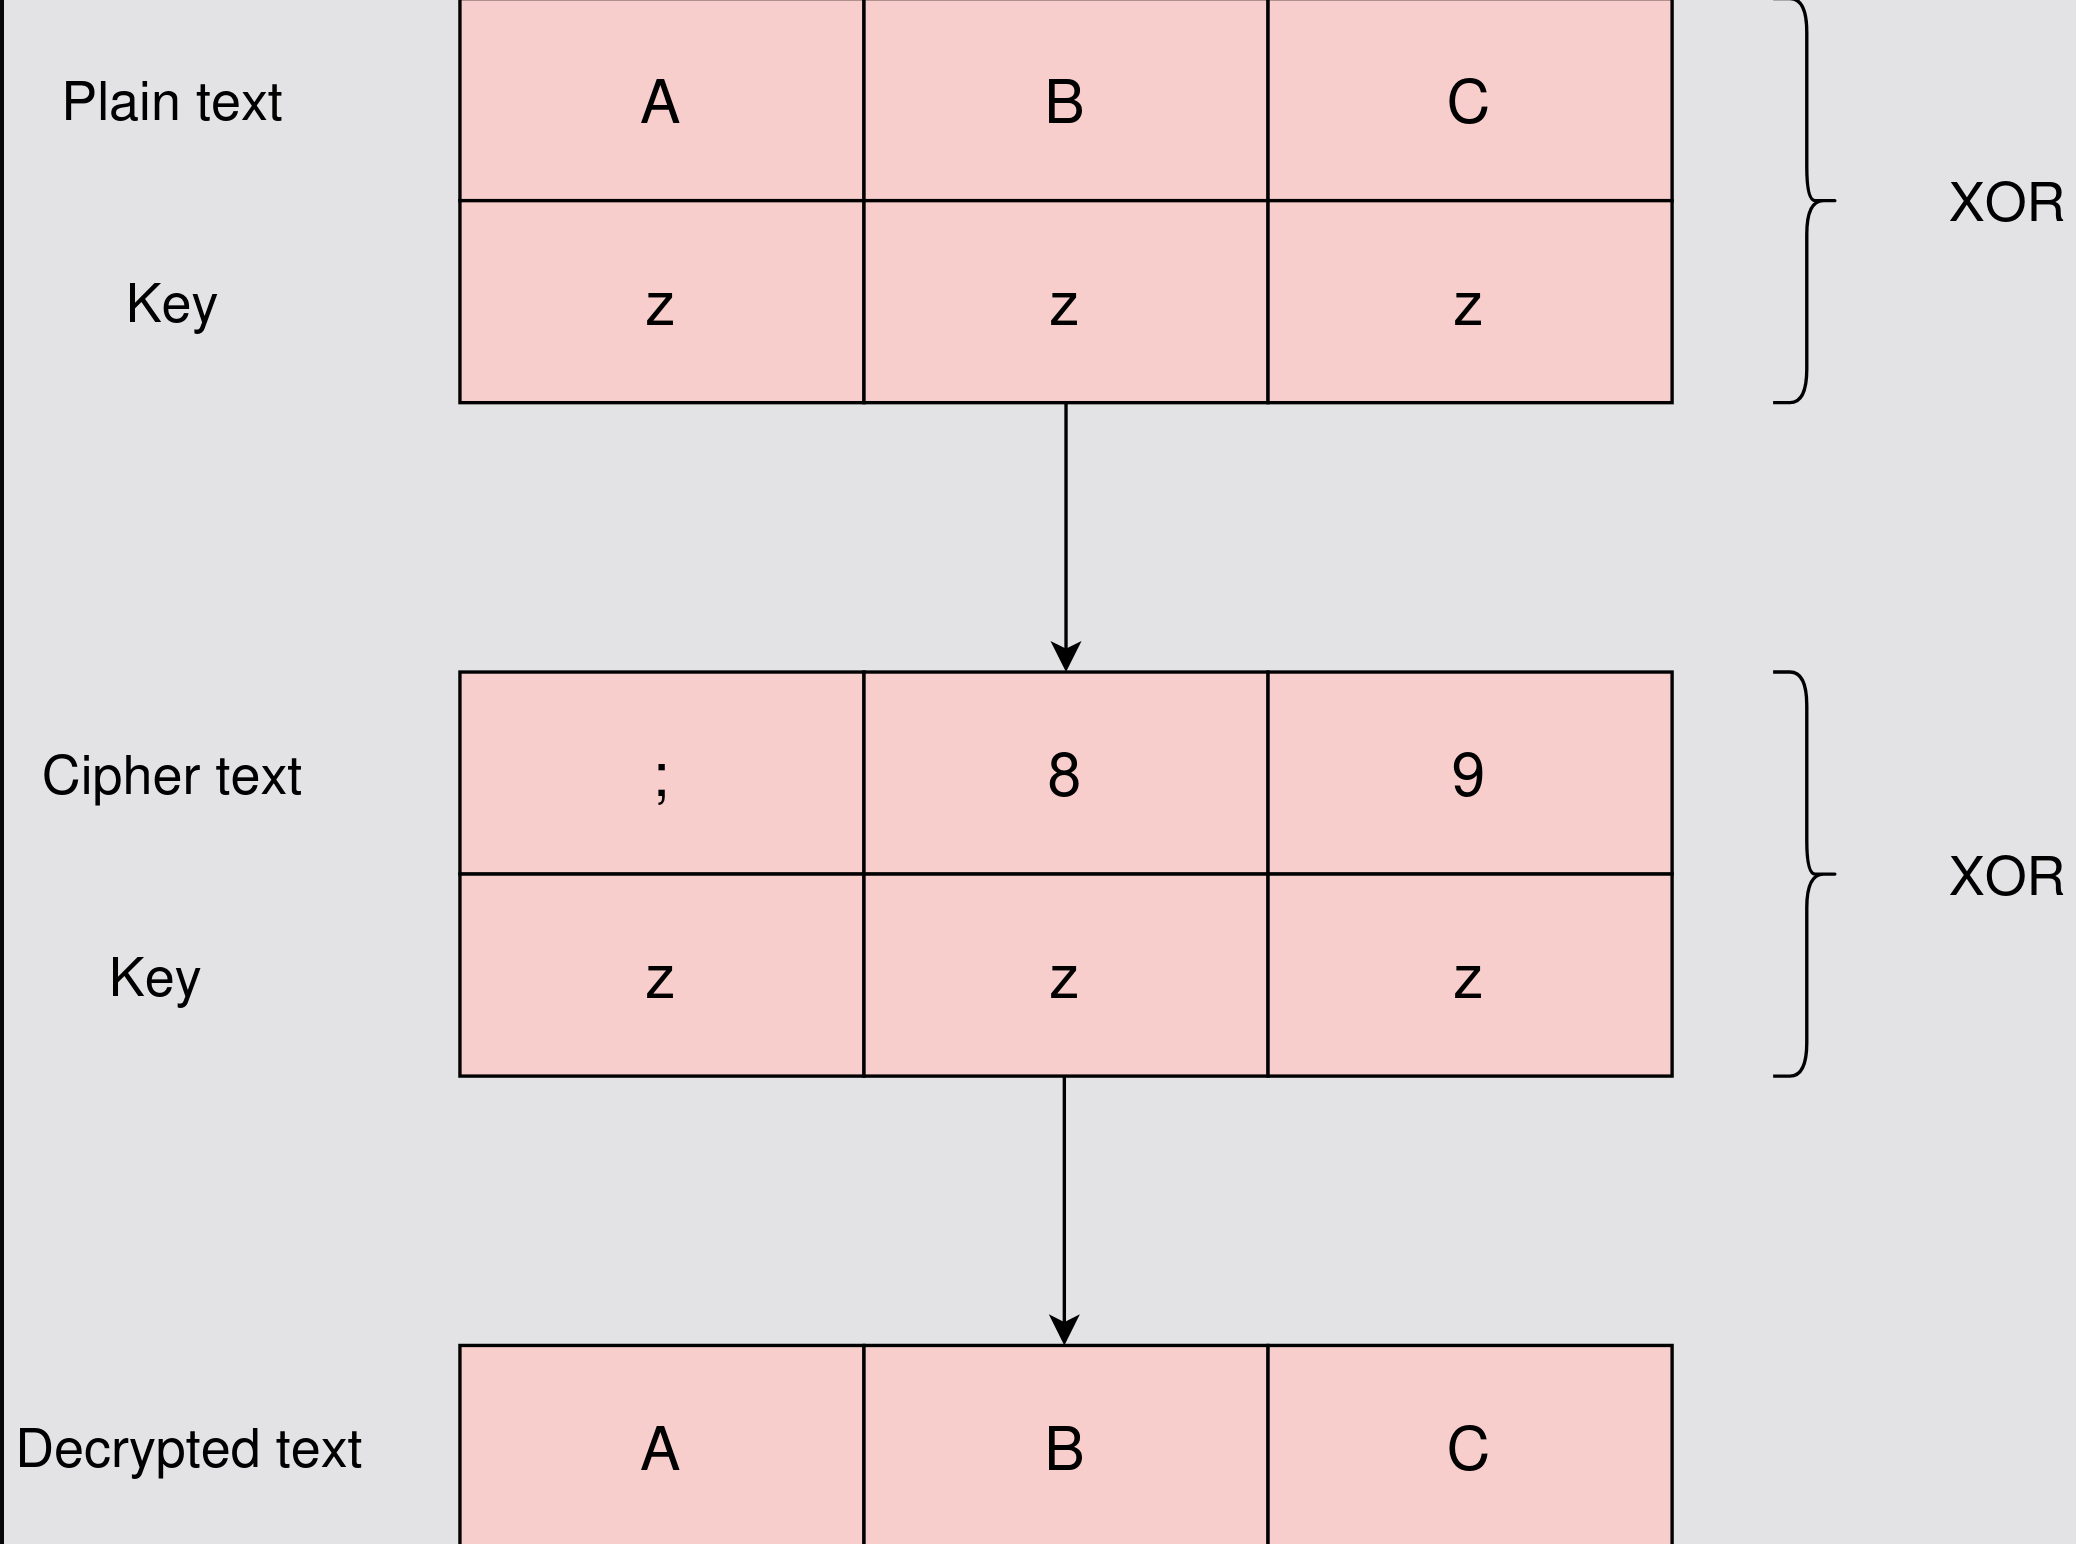 Plain text A B C
XOR
Key z z z
Cipher text ; 8 9
XOR
Key z z z
Decrypted text A B C